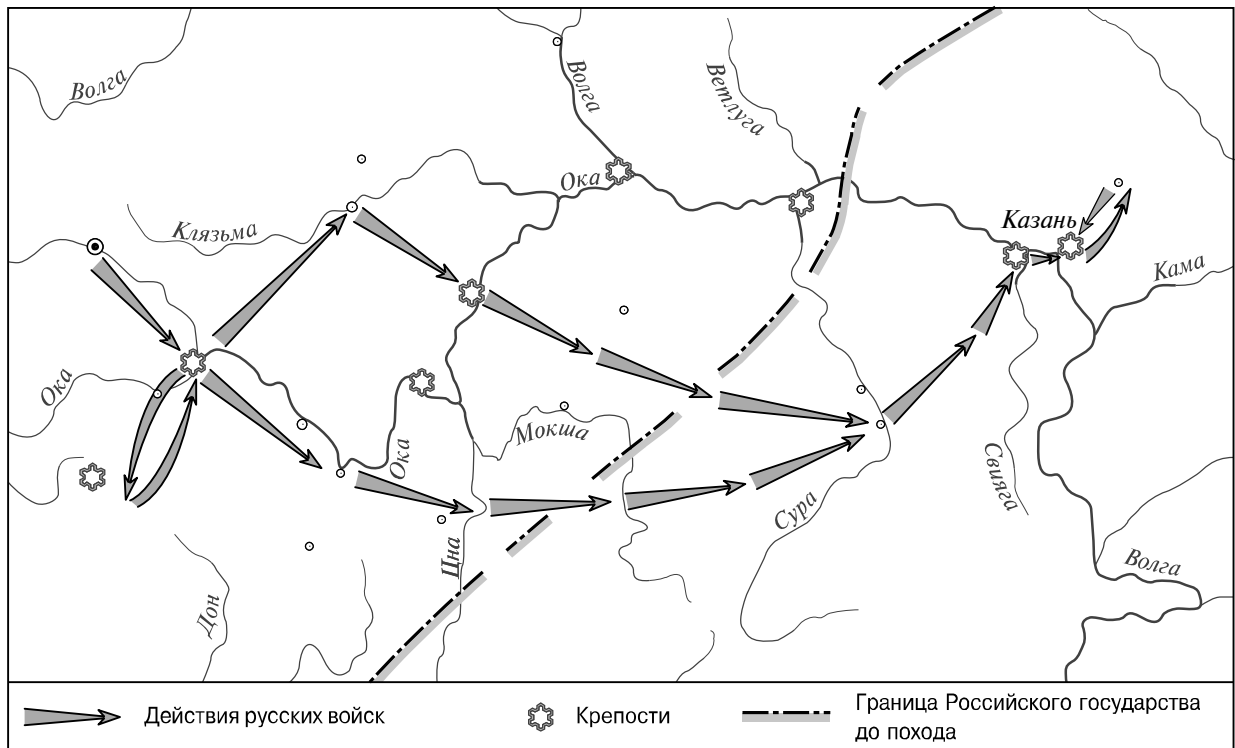 Волга
Волга
Ветлуга
Ока
Клязьма
Казань
Кама
Ока
Мокша
Ока
Свияга
Сура
Цна
Дон
Волга
Действия русских войск
Крепости
Граница Российского государства
до похода